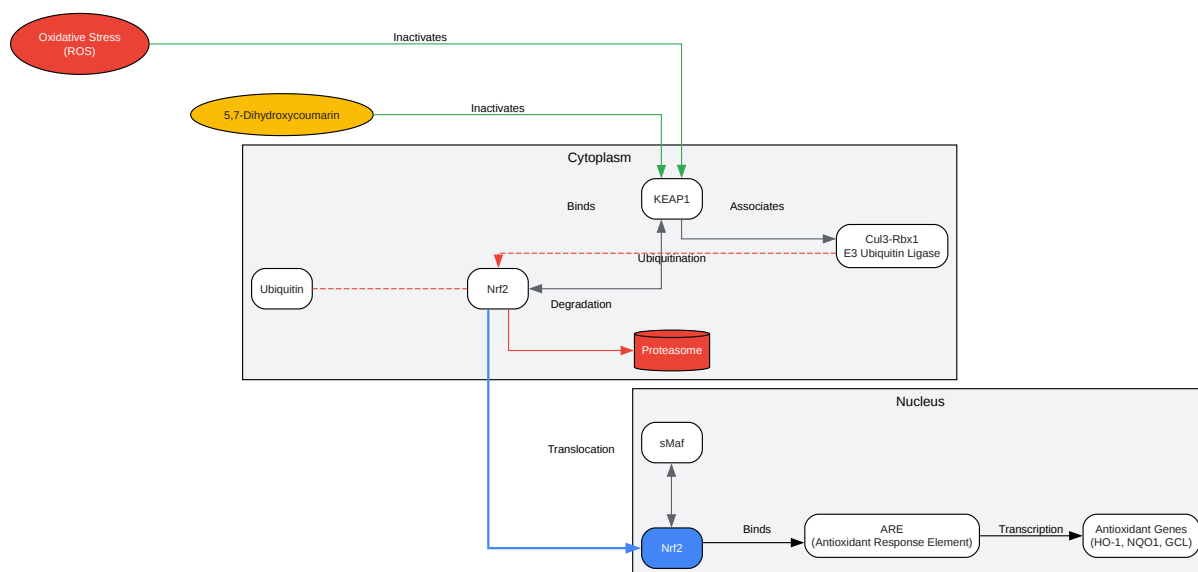 Oxidative Stress
(ROS)
Inactivates
5,7-Dihydroxycoumarin
Inactivates
Cytoplasm
KEAP1
Binds
Associates
Cul3-Rbx1
E3 Ubiquitin Ligase
Ubiquitination
Ubiquitin
Nrf2
Degradation
Proteasome
Nucleus
sMaf
Translocation
Nrf2
Binds
ARE
(Antioxidant Response Element)
Transcription
Antioxidant Genes
(HO-1, NQO1, GCL)